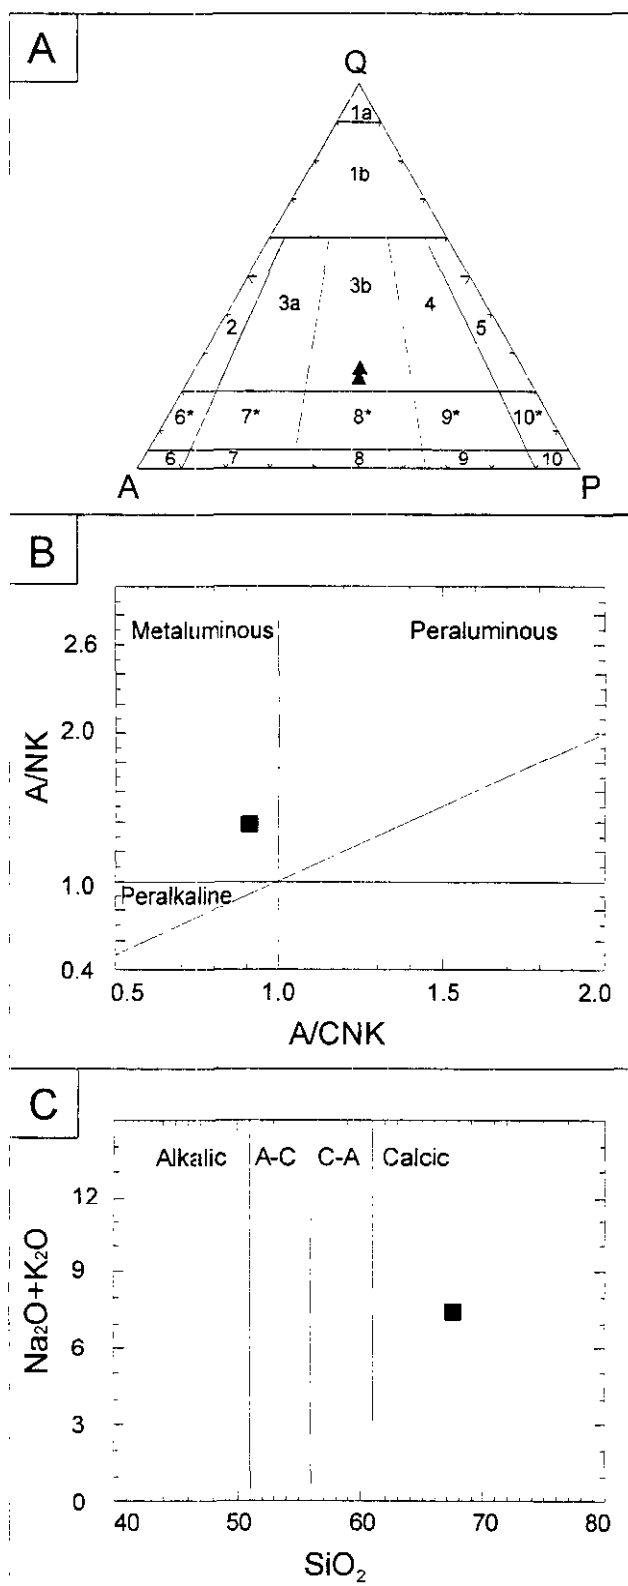 A
Q
1a
1b
3a 3b 4
2 5
6* 7* 8* 9* 10*
6 7 8 9 10
A P
B
Metaluminous Peraluminous
2.6
2.0
A/NK
1.0
Peralkaline
0.4
0.5 1.0 1.5 2.0
A/CNK
C
Alkalic A-C C-A Calcic
12
9
Na₂O+K₂O
6
3
0
40 50 60 70 80
SiO₂